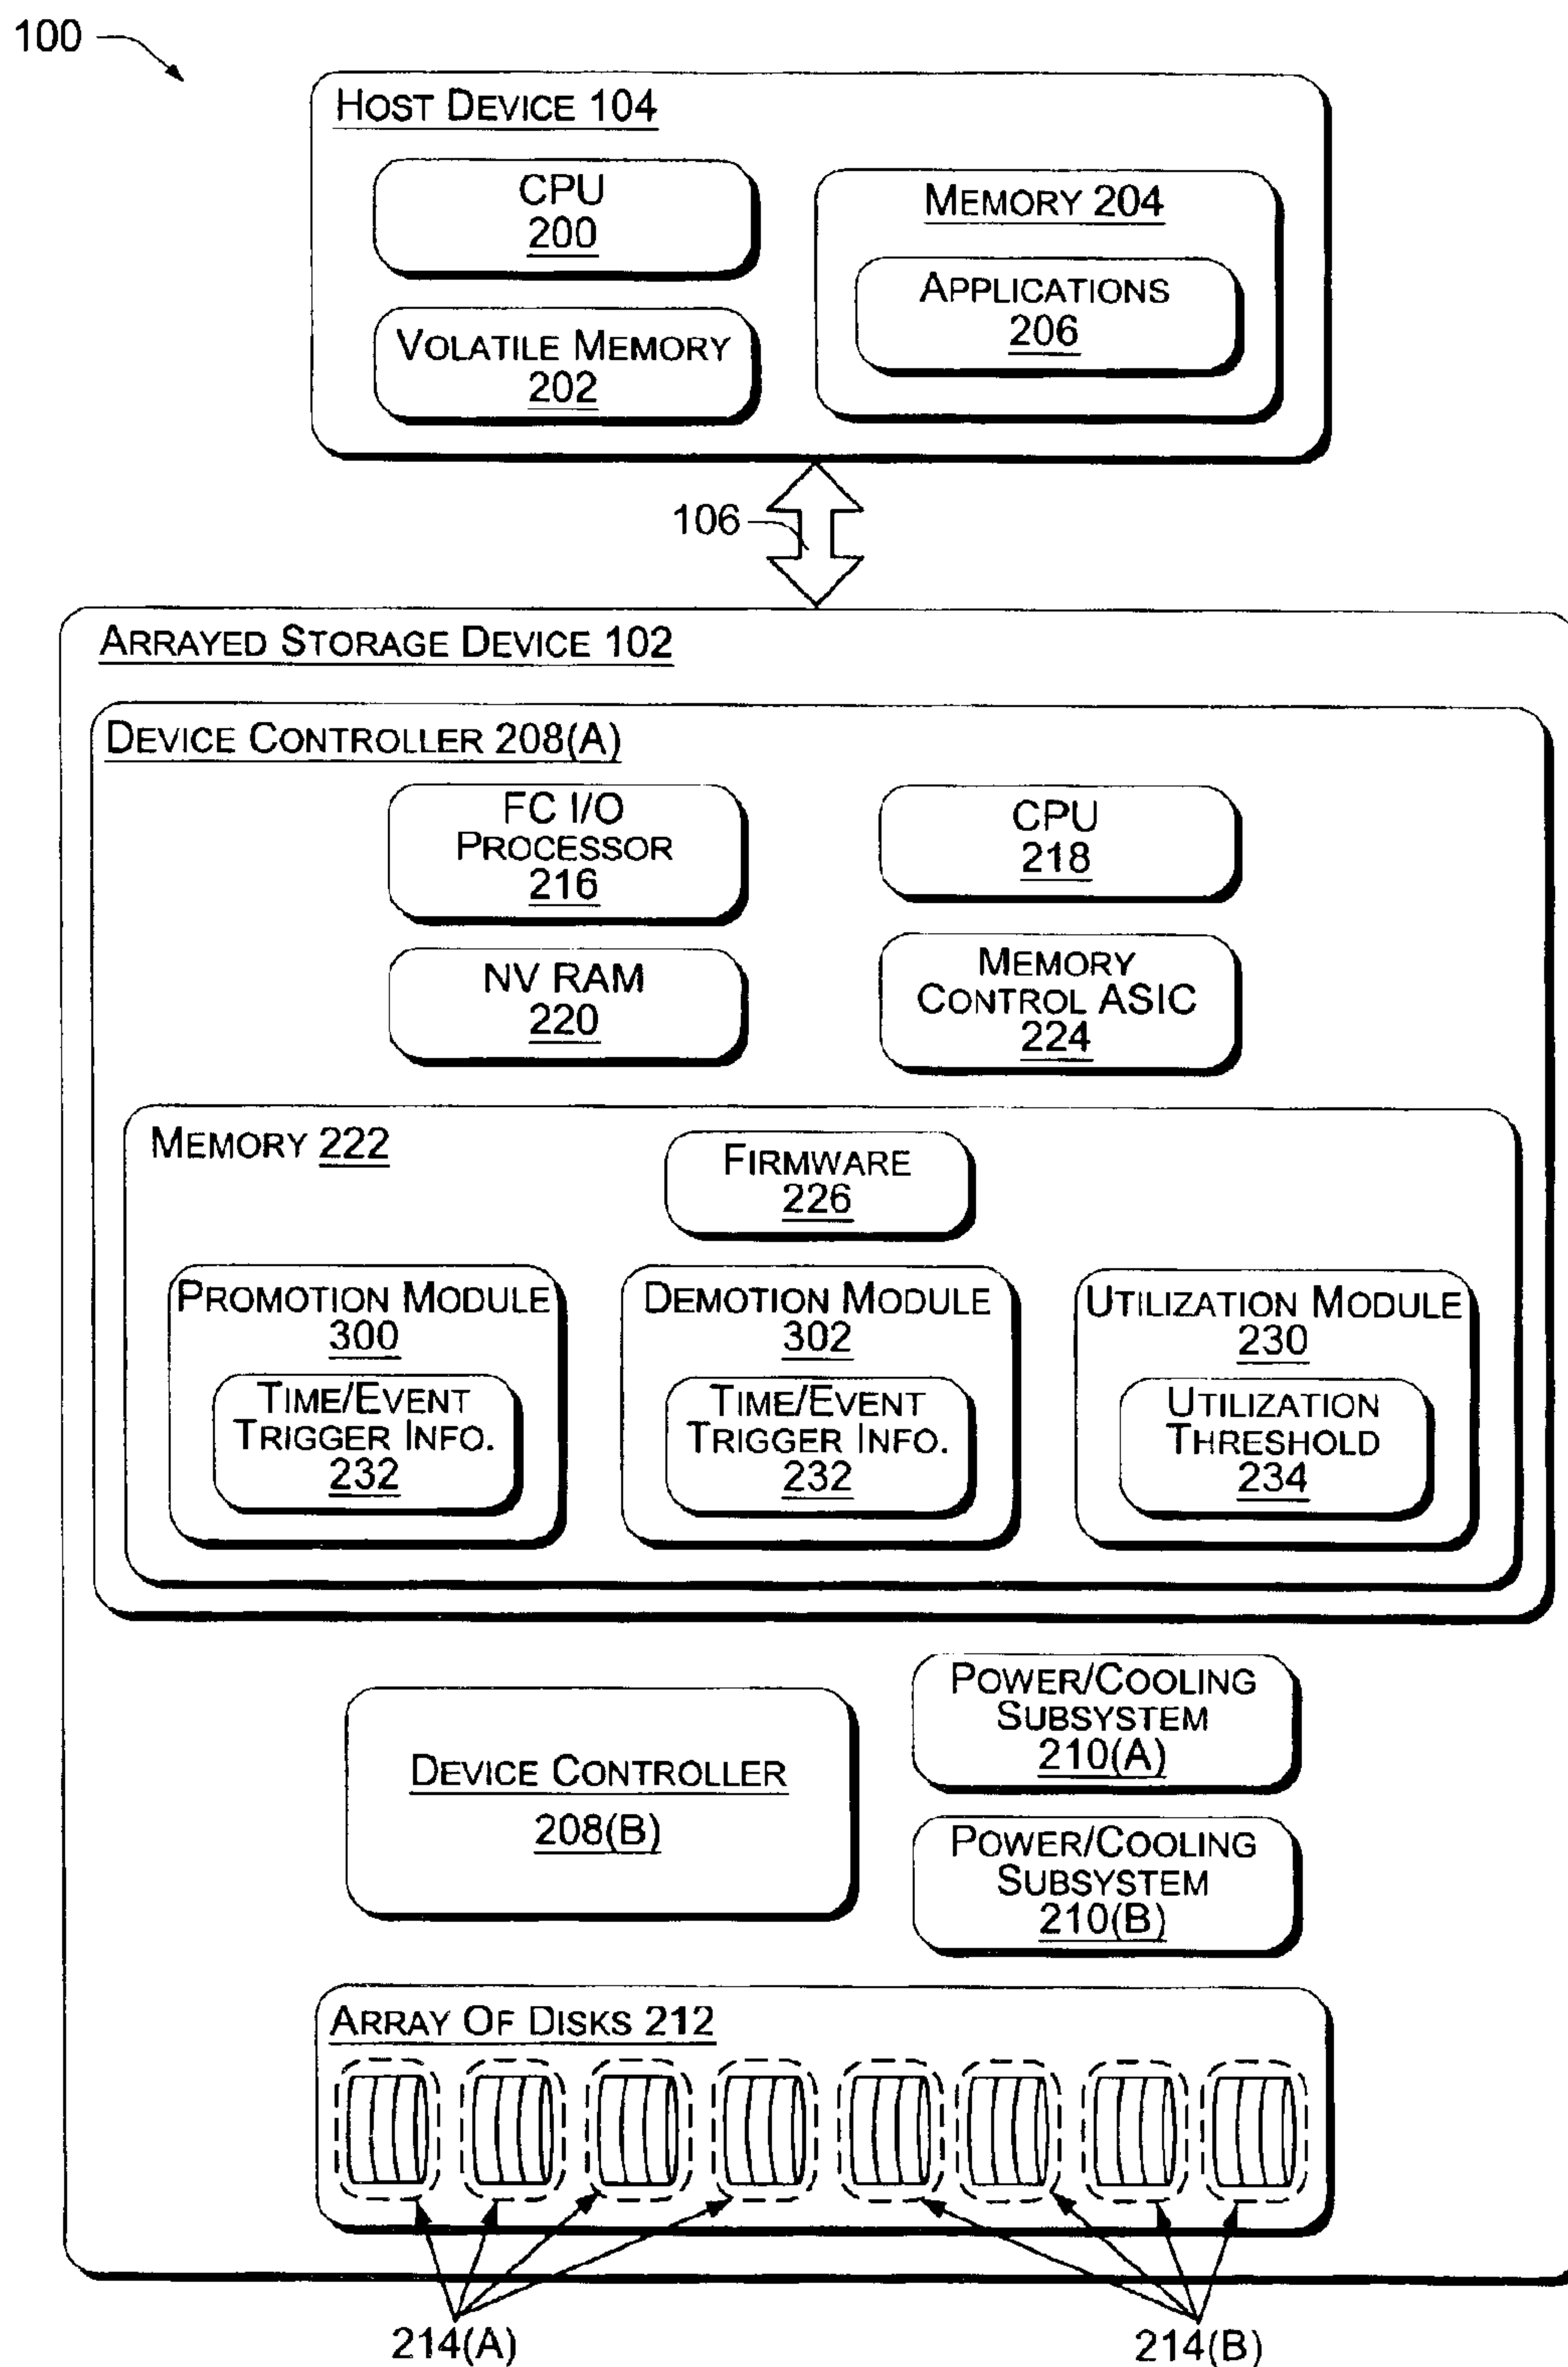 100
HOST DEVICE 104
CPU
200
VOLATILE MEMORY
202
MEMORY 204
APPLICATIONS
206
106
ARRAYED STORAGE DEVICE 102
DEVICE CONTROLLER 208(A)
FC I/O
PROCESSOR
216
CPU
218
NV RAM
220
MEMORY
CONTROL ASIC
224
MEMORY 222
FIRMWARE
226
PROMOTION MODULE
300
TIME/EVENT
TRIGGER INFO.
232
DEMOTION MODULE
302
TIME/EVENT
TRIGGER INFO.
232
UTILIZATION MODULE
230
UTILIZATION
THRESHOLD
234
DEVICE CONTROLLER
208(B)
POWER/COOLING
SUBSYSTEM
210(A)
POWER/COOLING
SUBSYSTEM
210(B)
ARRAY OF DISKS 212
214(A)
214(B)